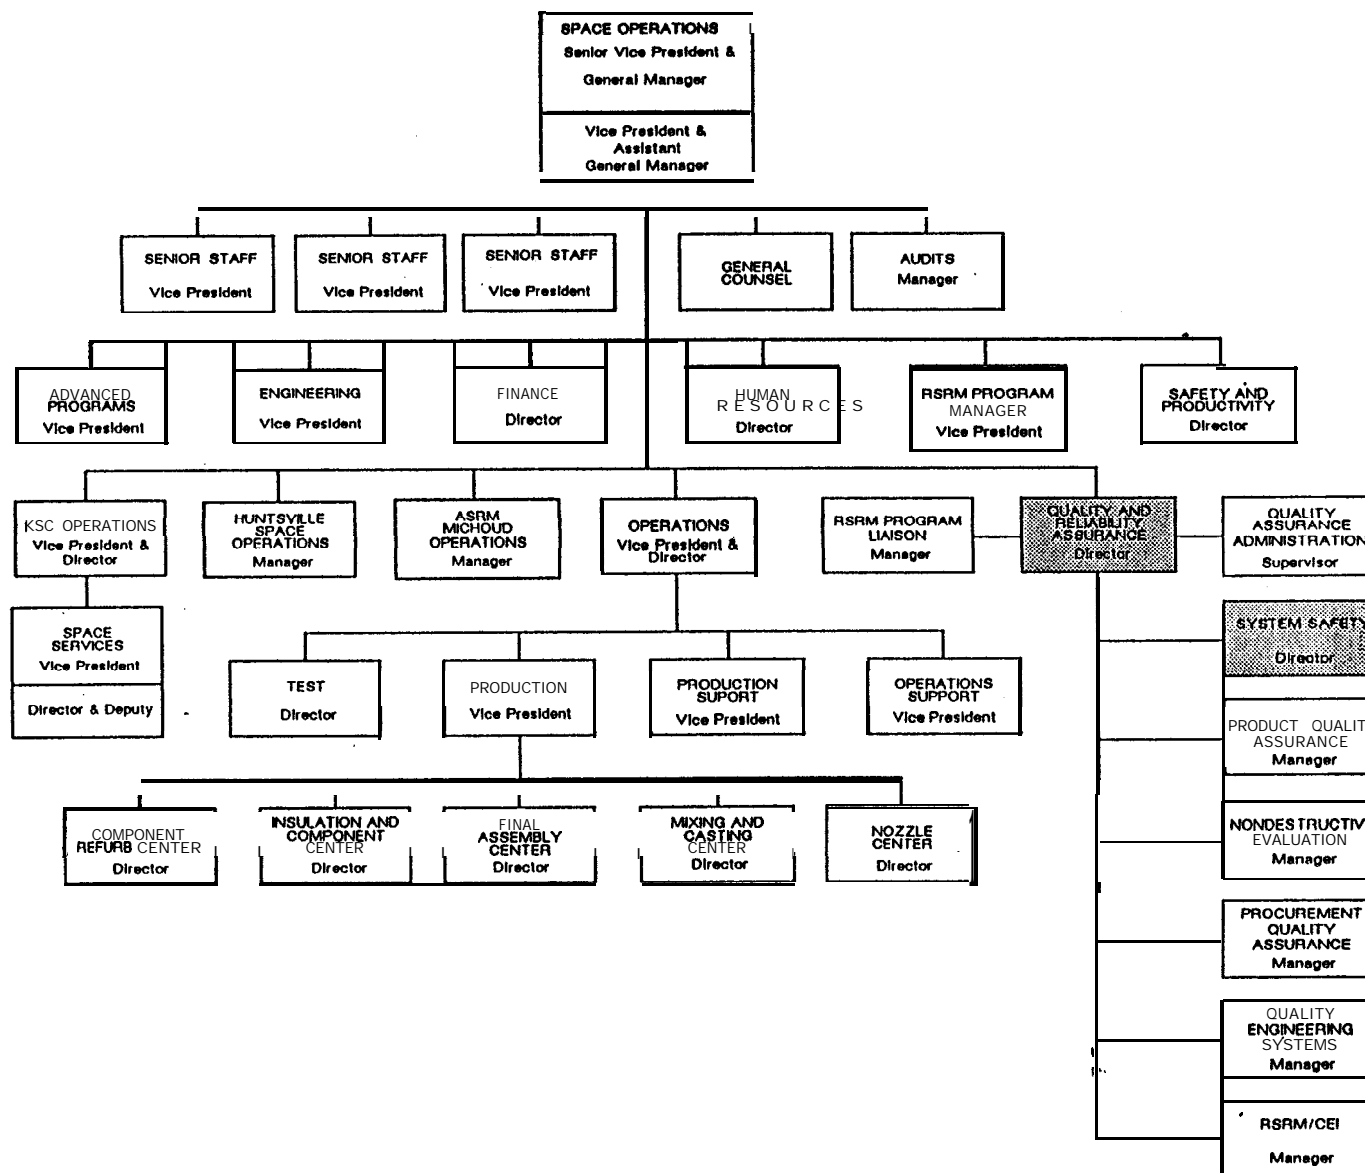 SPACE OPERATIONS
Senior Vice President &
General Manager
Vice President &
Assistant
General Manager
SENIOR STAFF
Vice President
SENIOR STAFF
Vice President
SENIOR STAFF
Vice President
GENERAL
COUNSEL
AUDITS
Manager
ADVANCED
PROGRAMS
Vice President
ENGINEERING
Vice President
FINANCE
Director
HUMAN
RESOURCES
Director
RSRM PROGRAM
MANAGER
Vice President
SAFETY AND
PRODUCTIVITY
Director
KSC OPERATIONS
Vice President &
Director
HUNTSVILLE
SPACE
OPERATIONS
Manager
ASRM
MICHOUD
OPERATIONS
Manager
OPERATIONS
Vice President &
Director
RSRM PROGRAM
LIAISON
Manager
QUALITY AND
RELIABILITY
ASSURANCE
Director
QUALITY
ASSURANCE
ADMINISTRATION
Supervisor
SPACE
SERVICES
Vice President
Director & Deputy
SYSTEM SAFETY
Director
TEST
Director
PRODUCTION
Vice President
PRODUCTION
SUPORT
Vice President
OPERATIONS
SUPPORT
Vice President
PRODUCT QUALIT
ASSURANCE
Manager
COMPONENT
REFURB CENTER
Director
INSULATION AND
COMPONENT
CENTER
Director
FINAL
ASSEMBLY
CENTER
Director
MIXING AND
CASTING
CENTER
Director
NOZZLE
CENTER
Director
NONDESTRUCTIV
EVALUATION
Manager
PROCUREMENT
QUALITY
ASSURANCE
Manager
QUALITY
ENGINEERING
SYSTEMS
Manager
RSRM/CEI
Manager